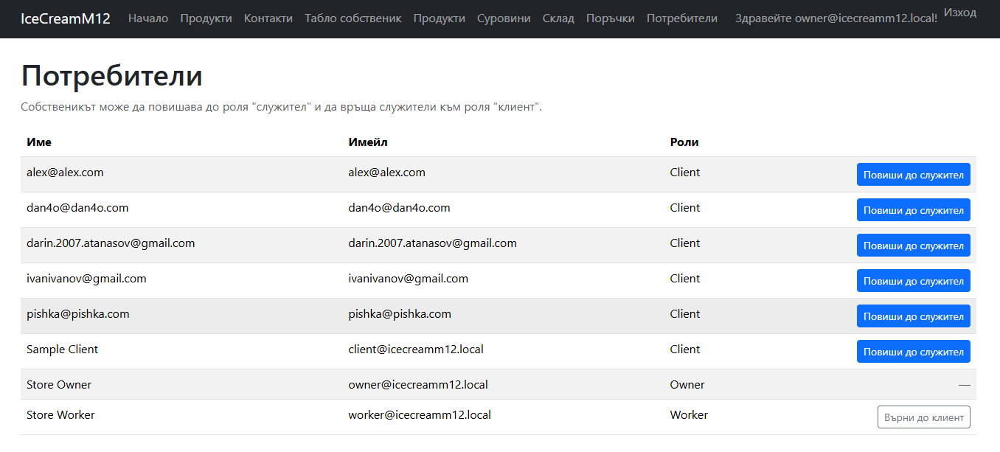 IceCreamM12 Начало Продукти Контакти Табло собственик Продукти Суровини Склад Поръчки Потребители Здравейте owner@icecreamm12.local! Изход
Потребители
Собственикът може да повишава до роля "служител" и да връща служители към роля "клиент".
Име Имейл Роли
alex@alex.com alex@alex.com Client Повиши до служител
dan4o@dan4o.com dan4o@dan4o.com Client Повиши до служител
darin.2007.atanasov@gmail.com darin.2007.atanasov@gmail.com Client Повиши до служител
ivanivanov@gmail.com ivanivanov@gmail.com Client Повиши до служител
pishka@pishka.com pishka@pishka.com Client Повиши до служител
Sample Client client@icecreamm12.local Client Повиши до служител
Store Owner owner@icecreamm12.local Owner —
Store Worker worker@icecreamm12.local Worker Върни до клиент